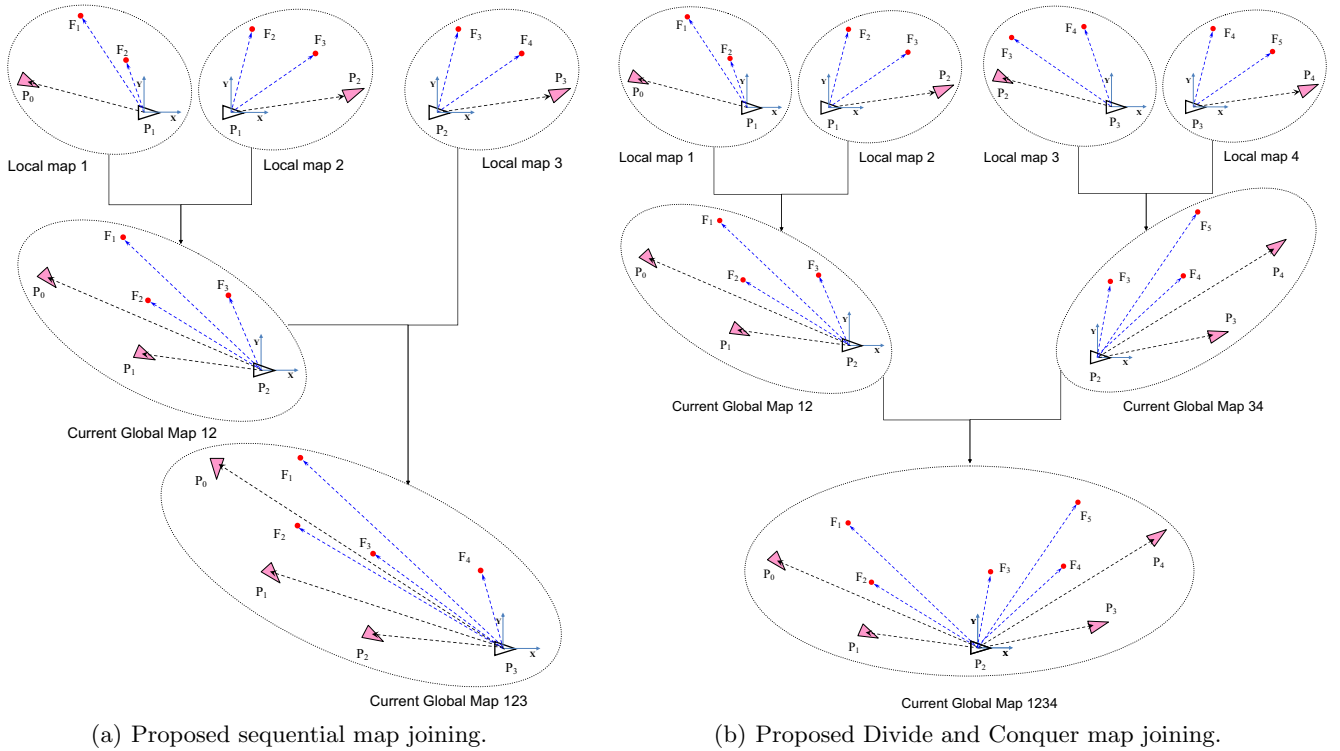 F1
F2
Y
P0
X
P1
Local map 1
F2
F3
Y
P2
X
P1
Local map 2
F3
F4
Y
P3
X
P2
Local map 3
F1
P0
F2
F3
P1
Y
X
P2
Current Global Map 12
P0
F1
F2
F3
F4
P1
P2
Y
X
P3
Current Global Map 123
(a) Proposed sequential map joining.
F1
F2
Y
P0
X
P1
Local map 1
F2
F3
Y
P2
X
P1
Local map 2
F3
F4
Y
P2
X
P3
Local map 3
F4
F5
Y
P4
X
P3
Local map 4
F1
P0
F2
F3
P1
Y
X
P2
Current Global Map 12
F5
F3
F4
P4
P3
Y
X
P2
Current Global Map 34
F1
F5
P0
F2
F3
F4
P4
P1
P3
Y
X
P2
Current Global Map 1234
(b) Proposed Divide and Conquer map joining.